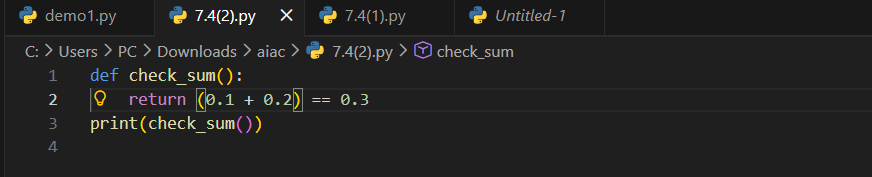 demo1.py 7.4(2).py 7.4(1).py Untitled-1
C: > Users > PC > Downloads > aiac > 7.4(2).py > check_sum
1 def check_sum():
2 return (0.1 + 0.2) == 0.3
3 print(check_sum())
4